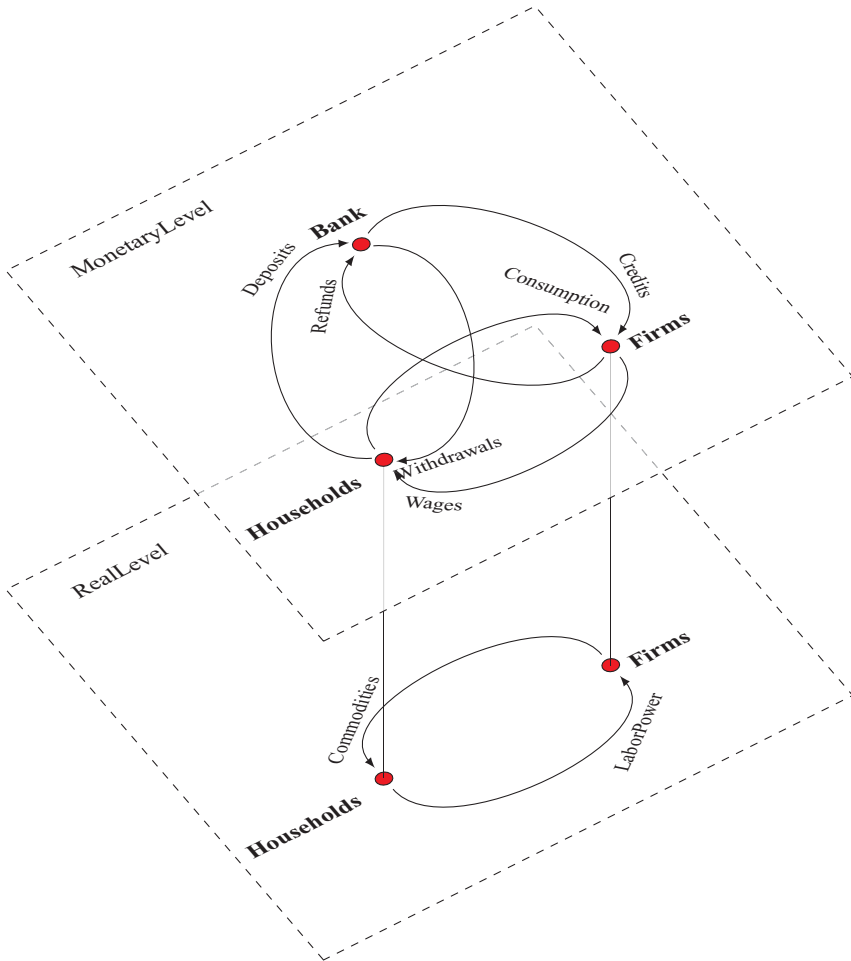 MonetaryLevel
Bank
Deposits
Refunds
Consumption
Credits
Firms
Withdrawals
Wages
Households
RealLevel
Firms
Commodities
LaborPower
Households